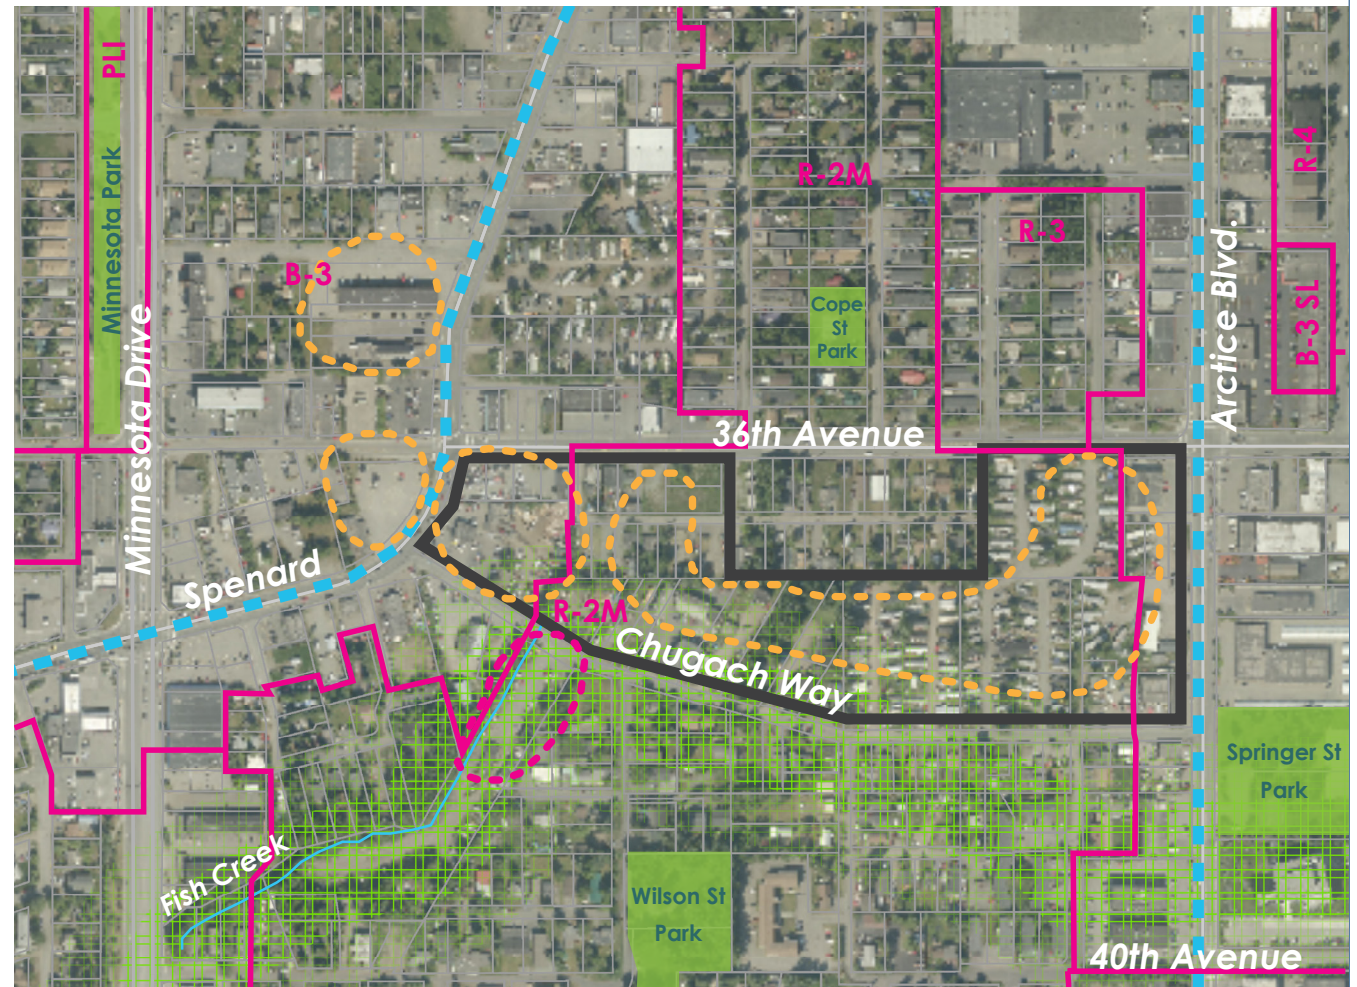 PLI
Minnesota Park
R-2M
R-4
R-3
B-3
Arctice Blvd.
Cope
St
Park
B-3 SL
Minnesota Drive
36th Avenue
Spenard
R-2M
Chugach Way
Springer St
Park
Fish Creek
Wilson St
Park
40th Avenue